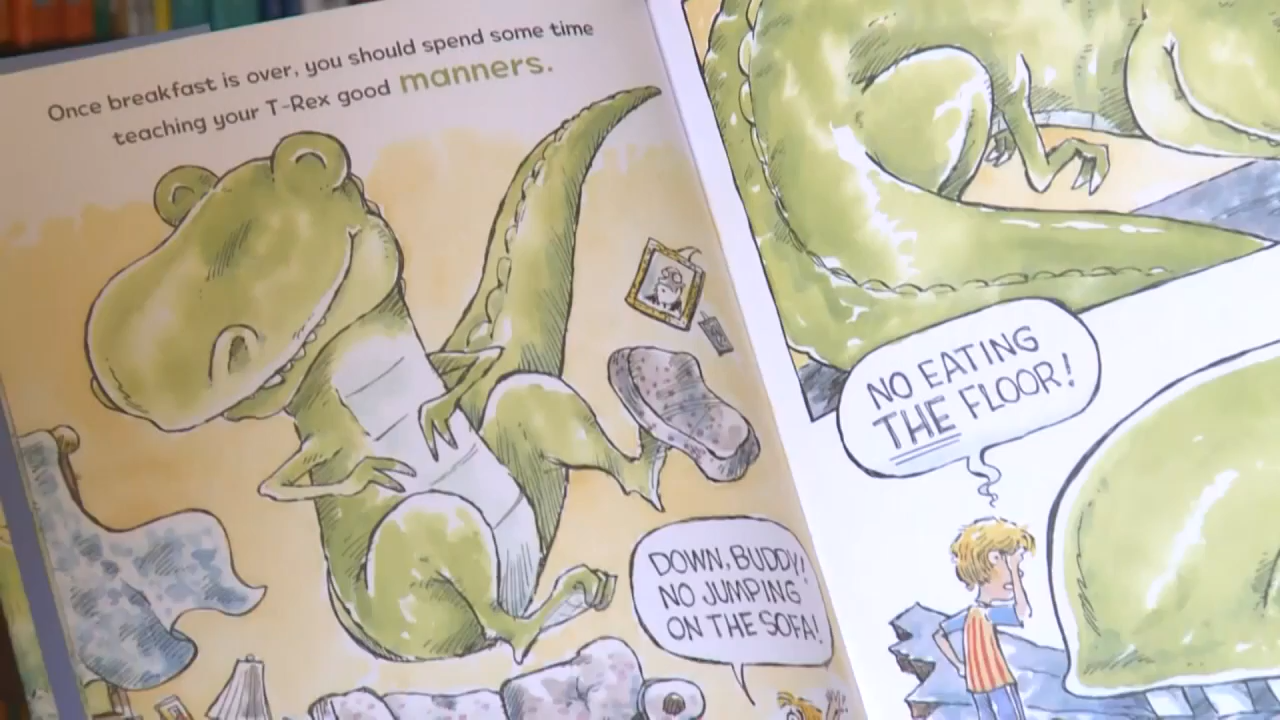 Once breakfast is over, you should spend some time
teaching your T-Rex good manners.
DOWN, BUDDY!
NO JUMPING
ON THE SOFA!
NO EATING
THE FLOOR!